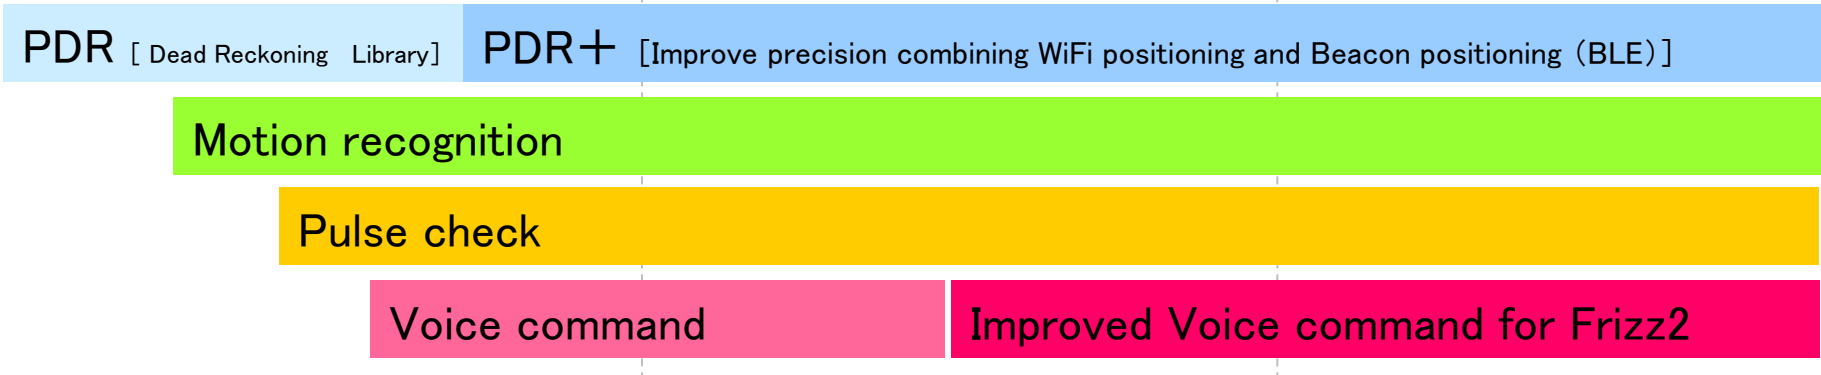 PDR [ Dead Reckoning　Library] PDR＋ [Improve precision combining WiFi positioning and Beacon positioning （BLE）]
Motion recognition
Pulse check
Voice command Improved Voice command for Frizz2